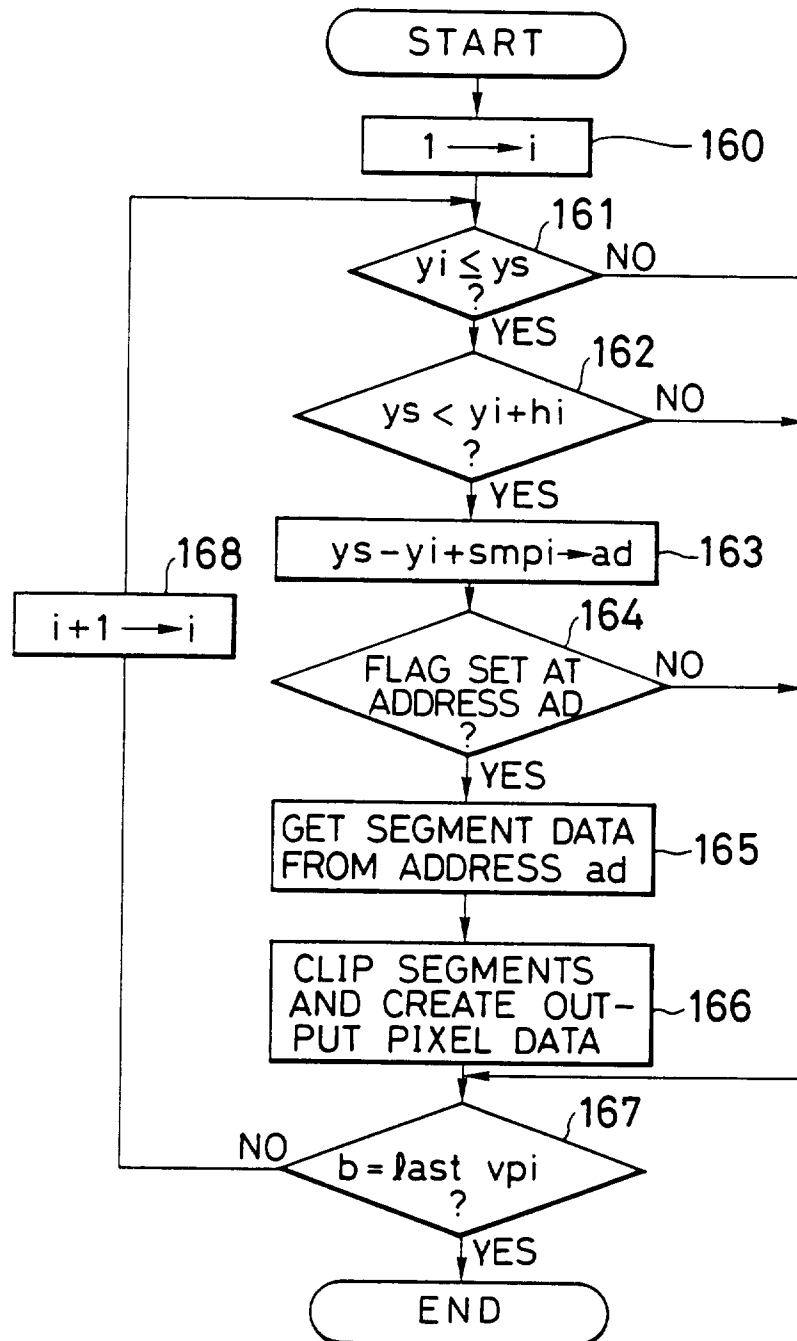 START
1 → i
160
161
yi ≤ ys
?
NO
YES
162
ys < yi+hi
?
NO
YES
ys-yi+smpi→ad
163
168
i+1 → i
164
FLAG SET AT
ADDRESS AD
?
NO
YES
GET SEGMENT DATA
FROM ADDRESS ad
165
CLIP SEGMENTS
AND CREATE OUT-
PUT PIXEL DATA
166
167
NO
b=last vpi
?
YES
END